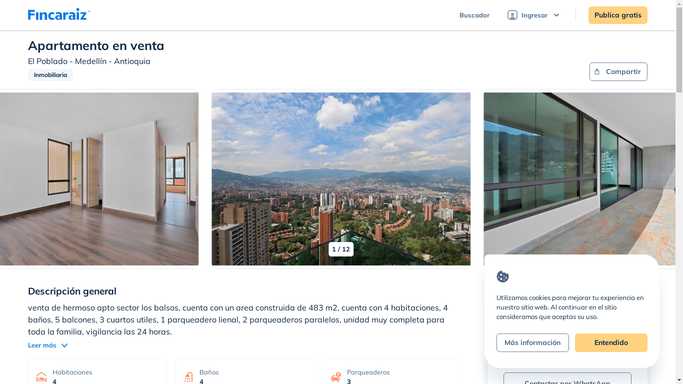 Fincaraiz
Buscador
Ingresar
Publica gratis
Apartamento en venta
El Poblado - Medellín - Antioquia
Inmobiliaria
Compartir
1 / 12
Descripción general
venta de hermoso apto sector los balsos, cuenta con un area construida de 483 m2, cuenta con 4 habitaciones, 4
baños, 5 balcones, 3 cuartos utiles, 1 parqueadero lienal, 2 parqueaderos paralelos, unidad muy completa para
toda la familia, vigilancia las 24 horas.
Leer más
Habitaciones
4
Baños
4
Parqueaderos
3
Utilizamos cookies para mejorar tu experiencia en
nuestro sitio web. Al continuar en el sitio
consideramos que aceptas su uso.
Más información
Entendido
Contactar por WhatsApp